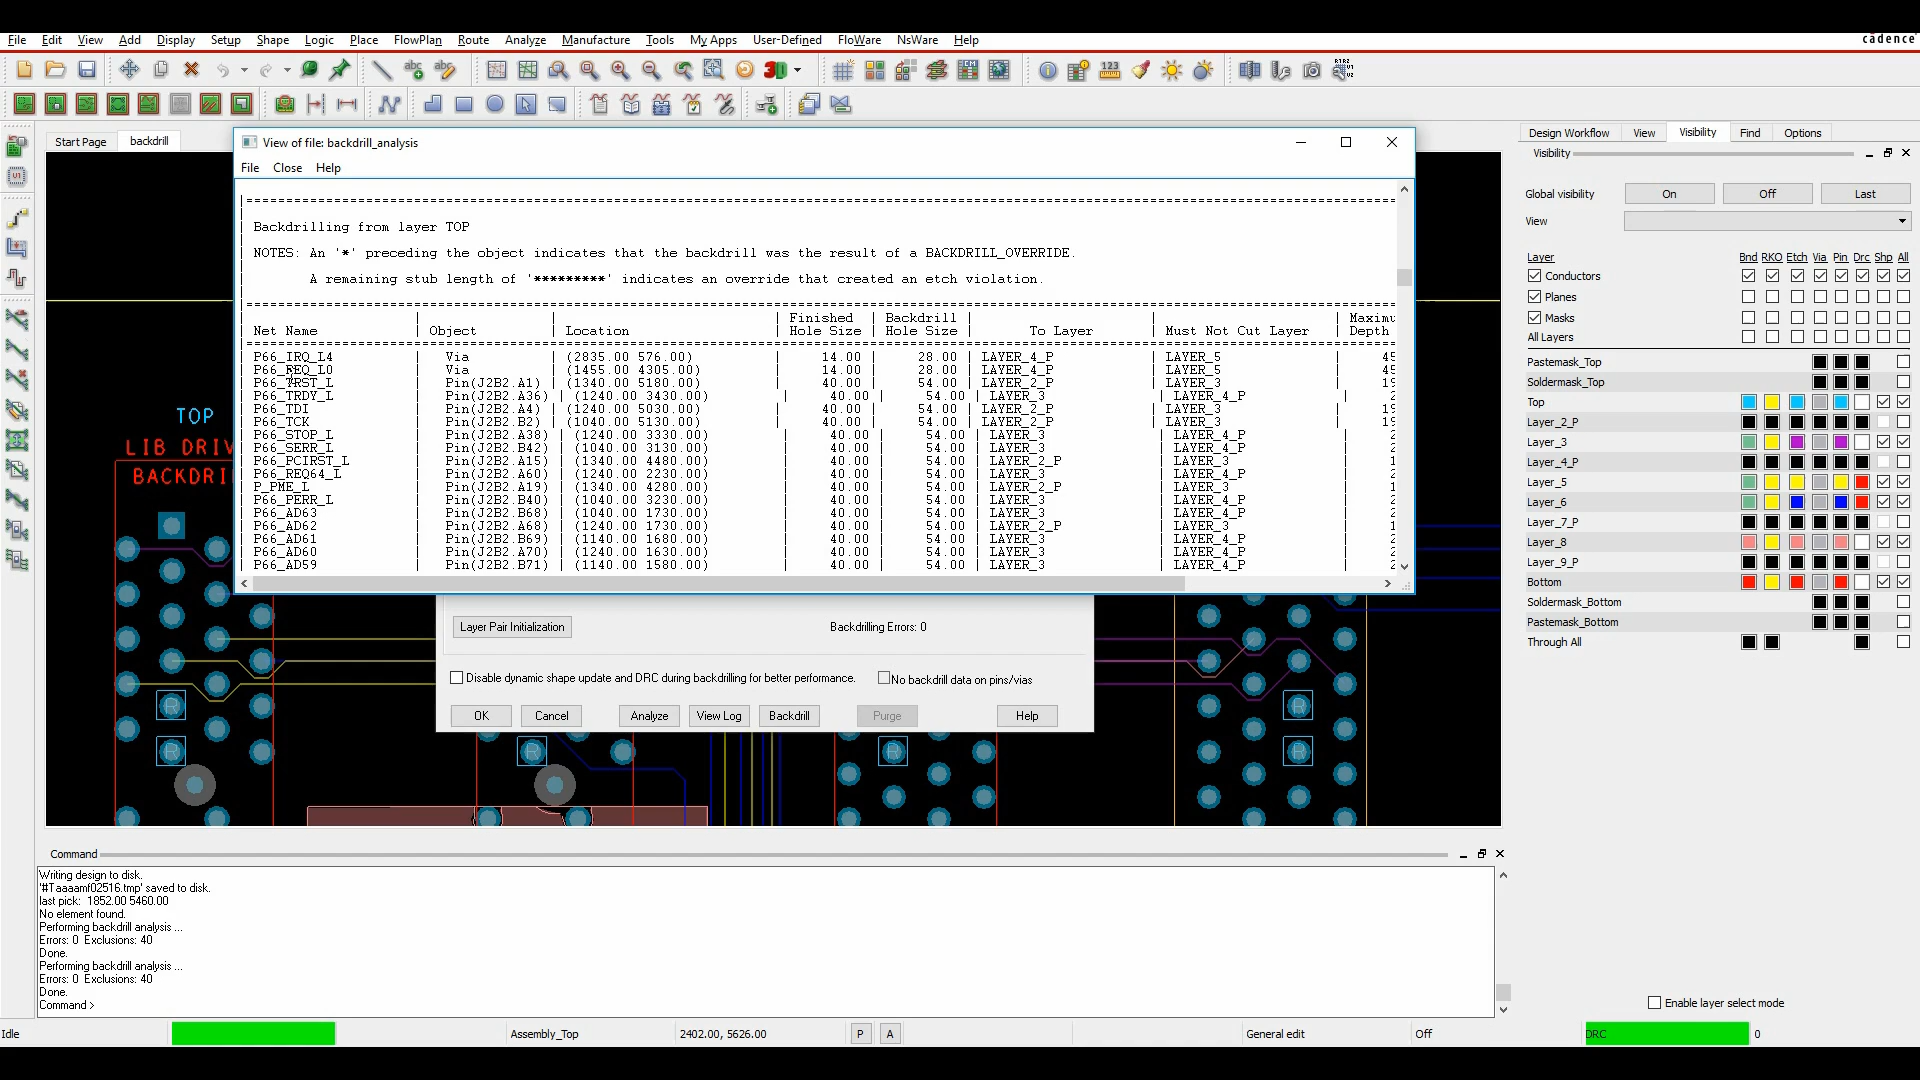 File Edit View Add Display Setup Shape Logic Place FlowPlan Route Analyze Manufacture Tools My Apps User-Defined FloWare NsWare Help
cādence
Start Page backdrill
View of file: backdrill_analysis
File Close Help
Backdrilling from layer TOP
NOTES: An '*' preceding the object indicates that the backdrill was the result of a BACKDRILL_OVERRIDE.
A remaining stub length of '*********' indicates an override that created an etch violation.
Finished | Backdrill | Maximu
Net Name | Object | Location | Hole Size | Hole Size | To Layer | Must Not Cut Layer | Depth
P66_IRQ_L4 | Via | (2835.00 576.00) | 14.00 | 28.00 | LAYER_4_P | LAYER_5 | 45
P66_REQ_L0 | Via | (1455.00 4305.00) | 14.00 | 28.00 | LAYER_4_P | LAYER_5 | 45
P66_TRST_L | Pin(J2B2.A1) | (1340.00 5180.00) | 40.00 | 54.00 | LAYER_2_P | LAYER_3 | 19
P66_TRDY_L | Pin(J2B2.A36) | (1240.00 3430.00) | 40.00 | 54.00 | LAYER_3 | LAYER_4_P | 2
P66_TDI | Pin(J2B2.A4) | (1240.00 5030.00) | 40.00 | 54.00 | LAYER_2_P | LAYER_3 | 19
P66_TCK | Pin(J2B2.B2) | (1040.00 5130.00) | 40.00 | 54.00 | LAYER_2_P | LAYER_3 | 19
P66_STOP_L | Pin(J2B2.A38) | (1240.00 3330.00) | 40.00 | 54.00 | LAYER_3 | LAYER_4_P | 2
P66_SERR_L | Pin(J2B2.B42) | (1040.00 3130.00) | 40.00 | 54.00 | LAYER_3 | LAYER_4_P | 2
P66_PCIRST_L | Pin(J2B2.A15) | (1340.00 4480.00) | 40.00 | 54.00 | LAYER_2_P | LAYER_3 | 1
P66_REQ64_L | Pin(J2B2.A60) | (1240.00 2230.00) | 40.00 | 54.00 | LAYER_3 | LAYER_4_P | 2
P_PME_L | Pin(J2B2.A19) | (1340.00 4280.00) | 40.00 | 54.00 | LAYER_2_P | LAYER_3 | 1
P66_PERR_L | Pin(J2B2.B40) | (1040.00 3230.00) | 40.00 | 54.00 | LAYER_3 | LAYER_4_P | 2
P66_AD63 | Pin(J2B2.B68) | (1040.00 1730.00) | 40.00 | 54.00 | LAYER_3 | LAYER_4_P | 2
P66_AD62 | Pin(J2B2.A68) | (1240.00 1730.00) | 40.00 | 54.00 | LAYER_2_P | LAYER_3 | 1
P66_AD61 | Pin(J2B2.B69) | (1140.00 1680.00) | 40.00 | 54.00 | LAYER_3 | LAYER_4_P | 2
P66_AD60 | Pin(J2B2.A70) | (1240.00 1630.00) | 40.00 | 54.00 | LAYER_3 | LAYER_4_P | 2
P66_AD59 | Pin(J2B2.B71) | (1140.00 1580.00) | 40.00 | 54.00 | LAYER_3 | LAYER_4_P | 2
TOP
LIB DRIV
BACKDRI
R
R
R
R
R
R
Layer Pair Initialization
Backdrilling Errors: 0
Disable dynamic shape update and DRC during backdrilling for better performance.
No backdrill data on pins/vias
OK Cancel Analyze View Log Backdrill Purge Help
Design Workflow View Visibility Find Options
Visibility
Global visibility On Off Last
View
Layer Bnd RKO Etch Via Pin Drc Shp All
Conductors
Planes
Masks
All Layers
Pastemask_Top
Soldermask_Top
Top
Layer_2_P
Layer_3
Layer_4_P
Layer_5
Layer_6
Layer_7_P
Layer_8
Layer_9_P
Bottom
Soldermask_Bottom
Pastemask_Bottom
Through All
Enable layer select mode
Command
Writing design to disk.
'#Taaaamf02516.tmp' saved to disk.
last pick: 1852.00 5460.00
No element found.
Performing backdrill analysis ...
Errors: 0 Exclusions: 40
Done.
Performing backdrill analysis ...
Errors: 0 Exclusions: 40
Done.
Command >
Idle Assembly_Top 2402.00, 5626.00 P A General edit Off DRC 0